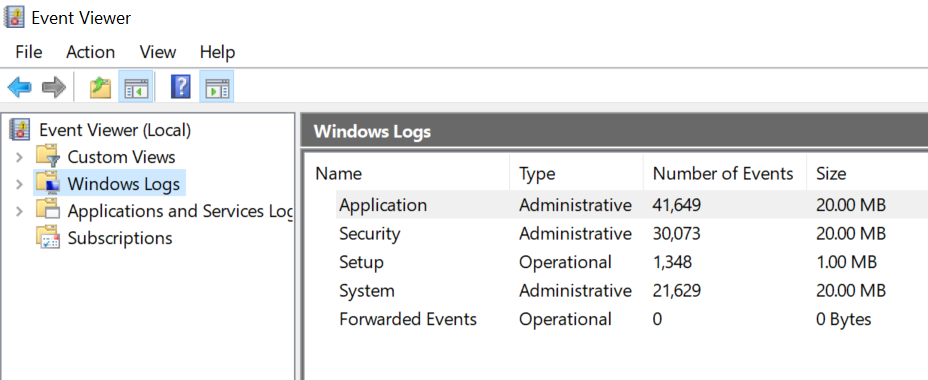 Event Viewer
File Action View Help
Event Viewer (Local)
Custom Views
Windows Logs
Applications and Services Log
Subscriptions
Windows Logs
Name Type Number of Events Size
Application Administrative 41,649 20.00 MB
Security Administrative 30,073 20.00 MB
Setup Operational 1,348 1.00 MB
System Administrative 21,629 20.00 MB
Forwarded Events Operational 0 0 Bytes